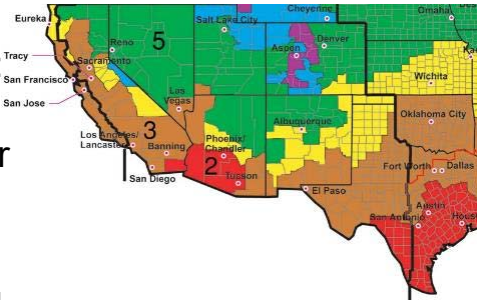 Cheyenne
Omaha
Eureka
Salt Lake City
Reno
5
Denver
Aspen
Tracy
Sacramento
San Francisco
Wichita
Las
Vegas
San Jose
Oklahoma City
Albuquerque
3
Los Angeles/
Lancaster
Phoenix/
Chandler
Banning
r
2
Fort Worth
Dallas
San Diego
Tucson
El Paso
Austin
San Antonio